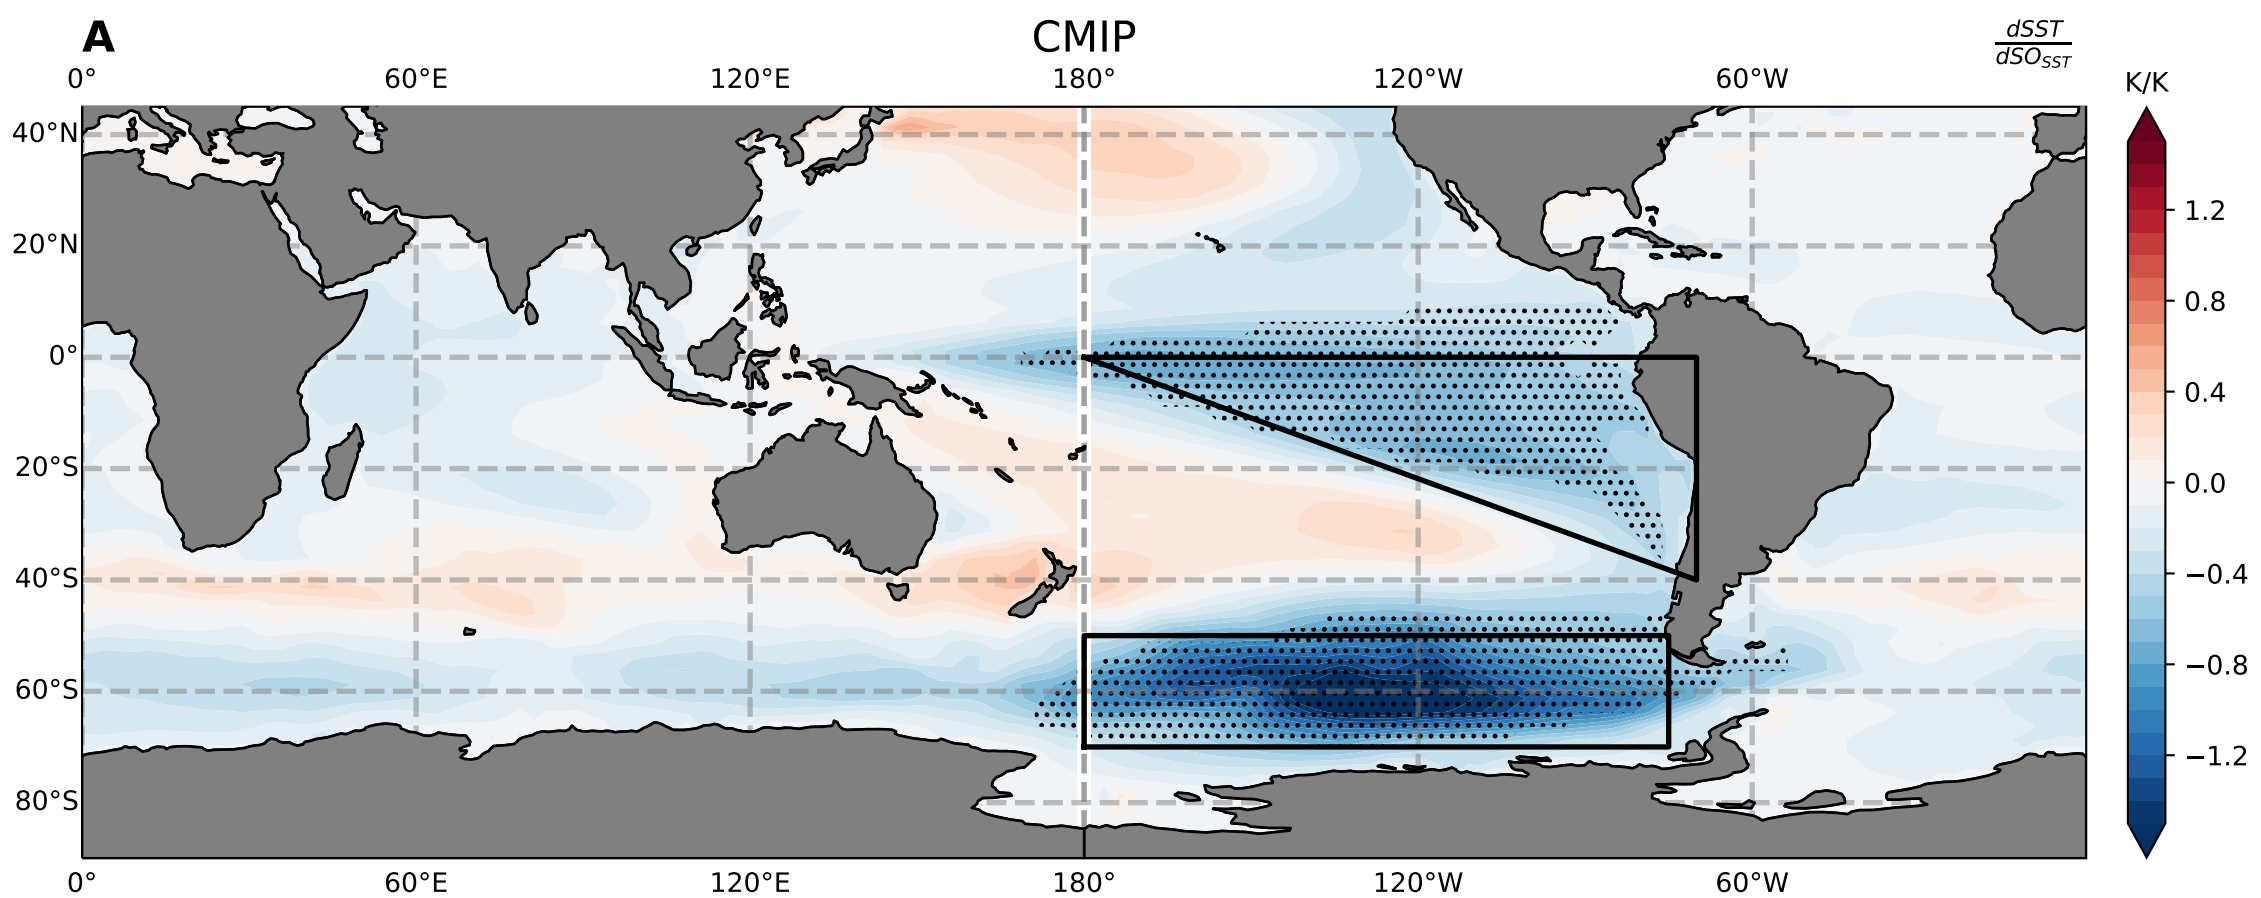 A CMIP dSST
dSO_SST
K/K
0° 60°E 120°E 180° 120°W 60°W
40°N
20°N
0°
20°S
40°S
60°S
80°S
0° 60°E 120°E 180° 120°W 60°W
1.2
0.8
0.4
0.0
−0.4
−0.8
−1.2